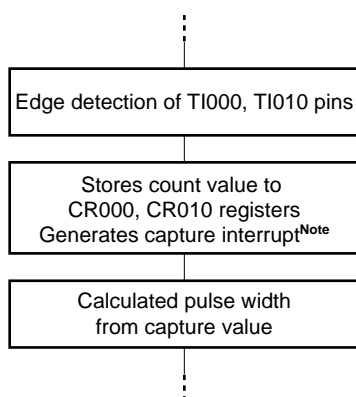 Edge detection of TI000, TI010 pins
Stores count value to
CR000, CR010 registers
Generates capture interruptNote
Calculated pulse width
from capture value